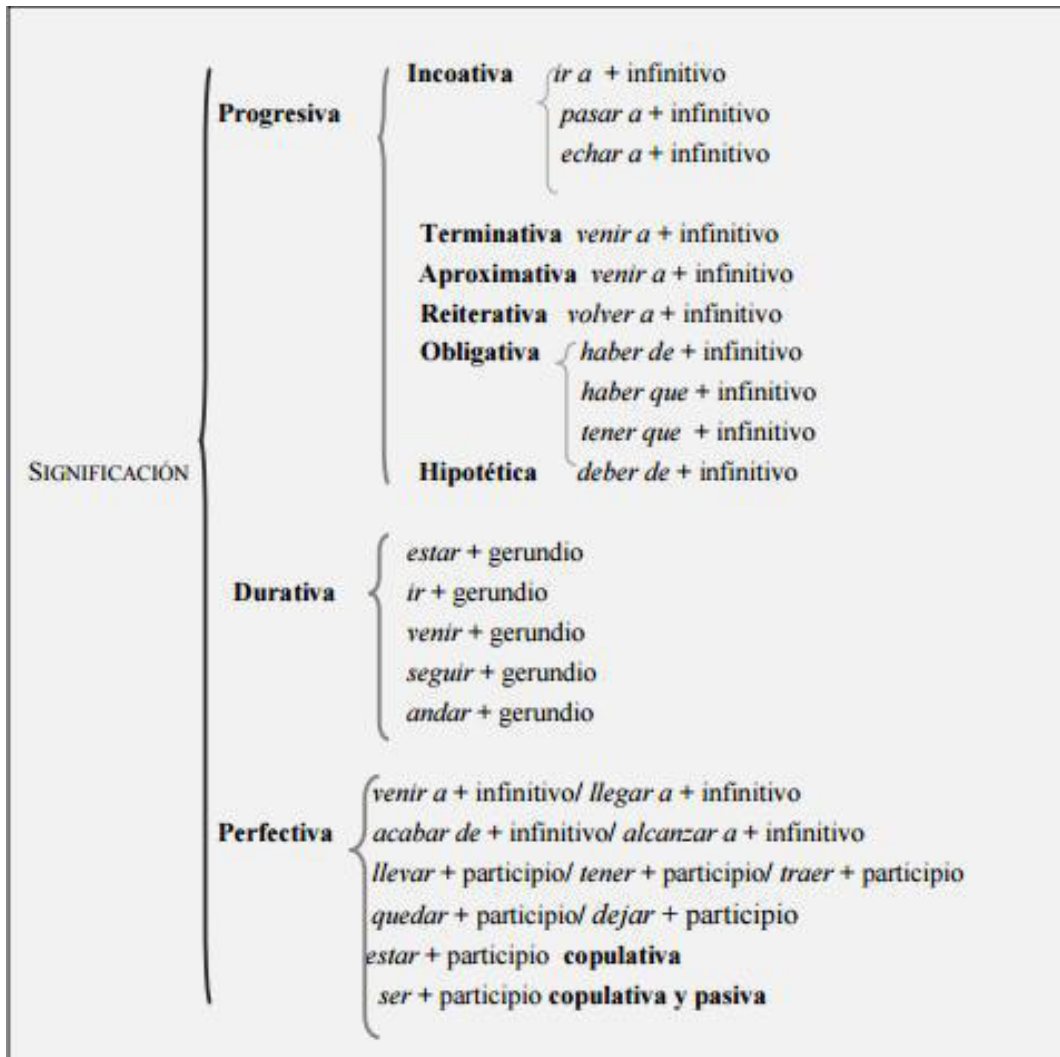 Incoativa ir a + infinitivo
Progresiva
pasar a + infinitivo
echar a + infinitivo
Terminativa venir a + infinitivo
Aproximativa venir a + infinitivo
Reiterativa volver a + infinitivo
Obligativa haber de + infinitivo
haber que + infinitivo
tener que + infinitivo
SIGNIFICACIÓN
Hipotética deber de + infinitivo
estar + gerundio
Durativa
ir + gerundio
venir + gerundio
seguir + gerundio
andar + gerundio
venir a + infinitivo/ llegar a + infinitivo
Perfectiva
acabar de + infinitivo/ alcanzar a + infinitivo
llevar + participio/ tener + participio/ traer + participio
quedar + participio/ dejar + participio
estar + participio copulativa
ser + participio copulativa y pasiva